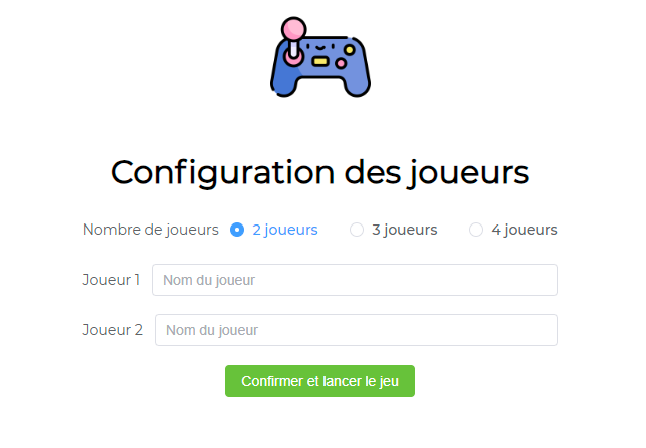 Configuration des joueurs
Nombre de joueurs 2 joueurs 3 joueurs 4 joueurs
Joueur 1 Nom du joueur
Joueur 2 Nom du joueur
Confirmer et lancer le jeu